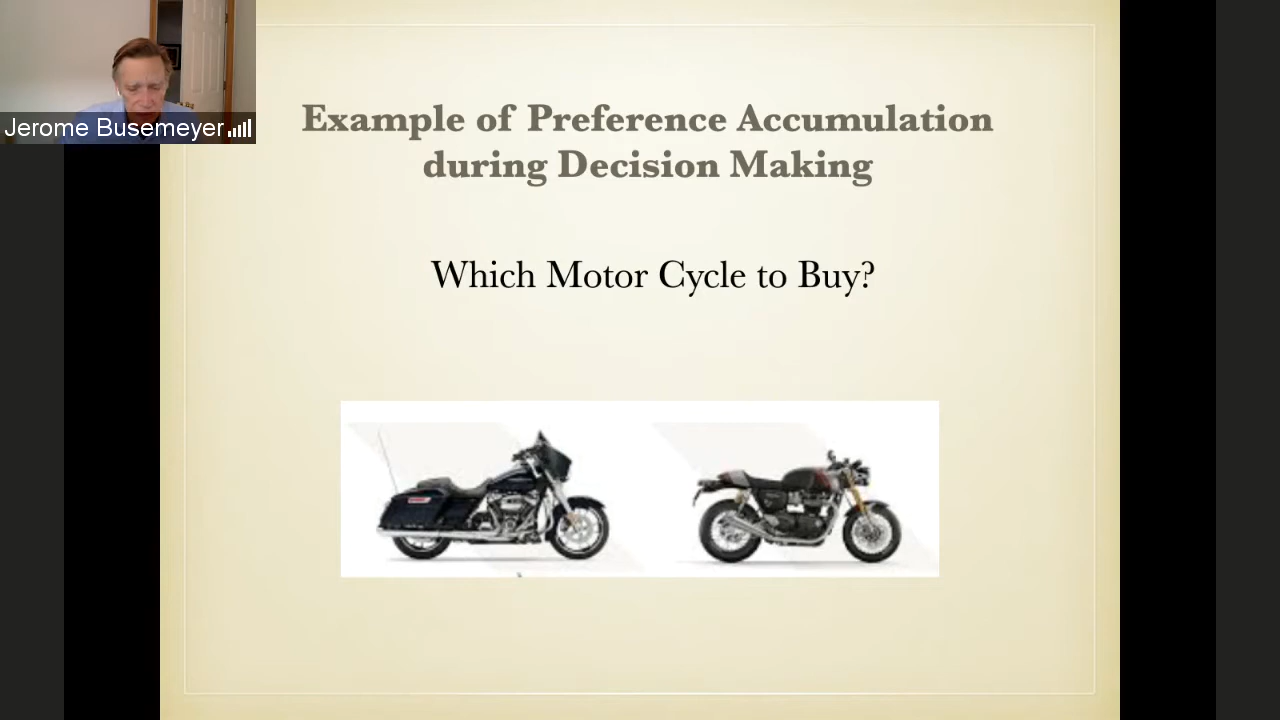 Jerome Busemeyer
Example of Preference Accumulation
during Decision Making
Which Motor Cycle to Buy?